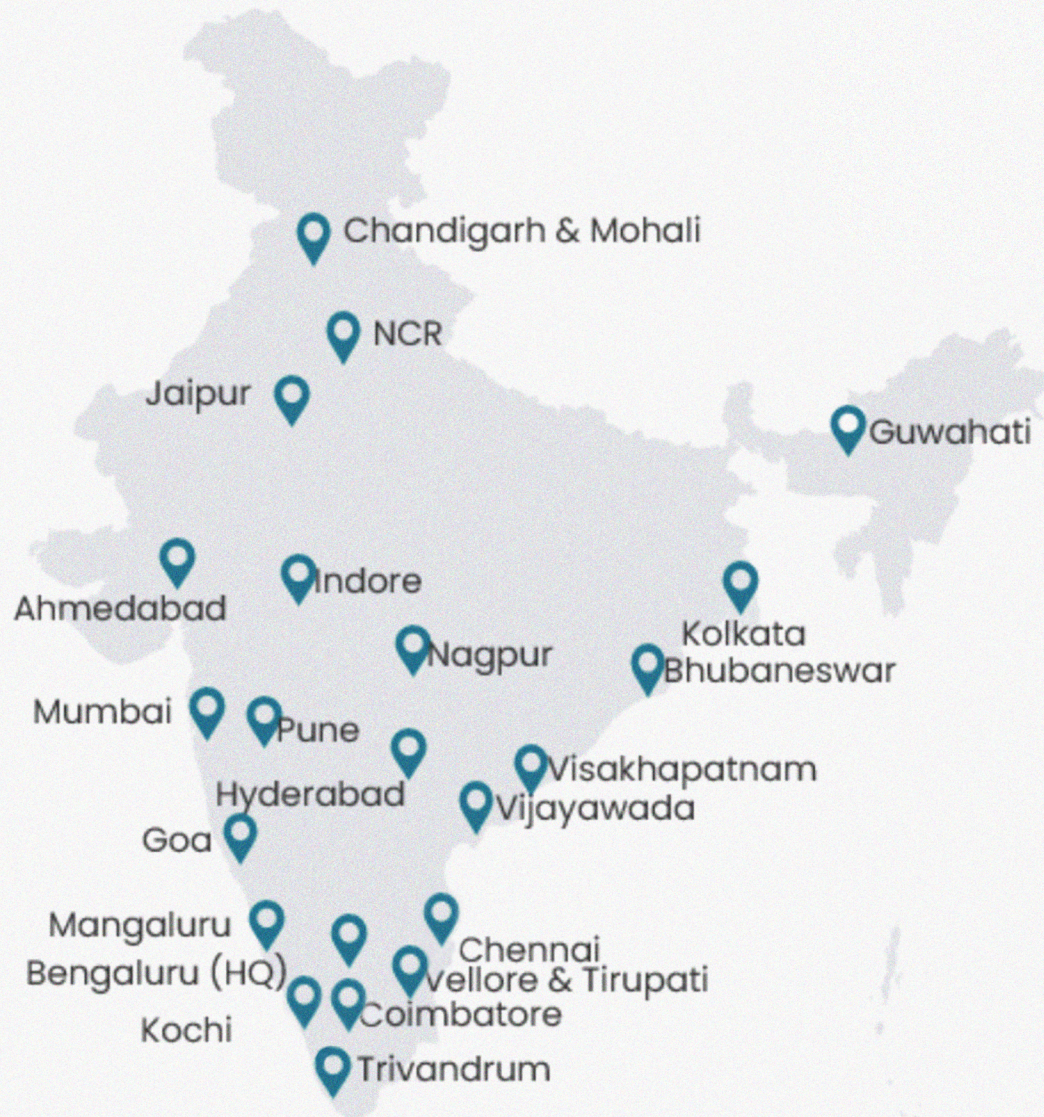 Chandigarh & Mohali
NCR
Jaipur
Guwahati
Indore
Ahmedabad
Kolkata
Nagpur
Bhubaneswar
Mumbai
Pune
Visakhapatnam
Hyderabad
Vijayawada
Goa
Mangaluru
Chennai
Bengaluru (HQ)
Vellore & Tirupati
Coimbatore
Kochi
Trivandrum